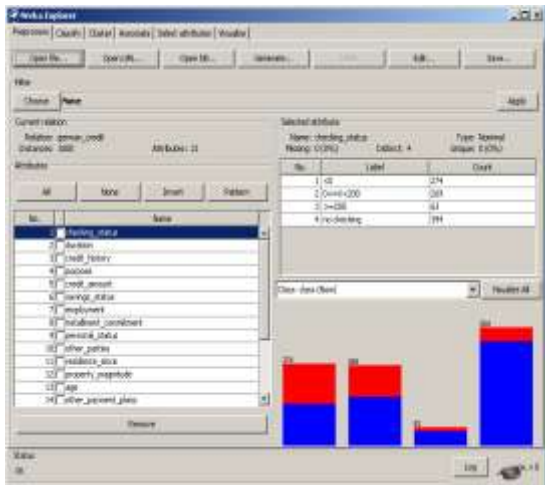 Weka Explorer
Preprocess Classify Cluster Associate Select attributes Visualize
Open file... Open URL... Open DB... Generate... Edit... Save...
Filter
Choose None Apply
Current relation
Relation: german_credit
Instances: 1000 Attributes: 21
Attributes
All None Invert Pattern
No. Name
1 checking_status
2 duration
3 credit_history
4 purpose
5 credit_amount
6 savings_status
7 employment
8 installment_commitment
9 personal_status
10 other_parties
11 residence_since
12 property_magnitude
13 age
14 other_payment_plans
Remove
Selected attribute
Name: checking_status Type: Nominal
Missing: 0 (0%) Distinct: 4 Unique: 0 (0%)
No. Label Count
1 <0 274
2 0<=X<200 269
3 >=200 63
4 no checking 394
Class: class (Nom) Visualize All
274
269
63
394
Status
OK
Log
x 0